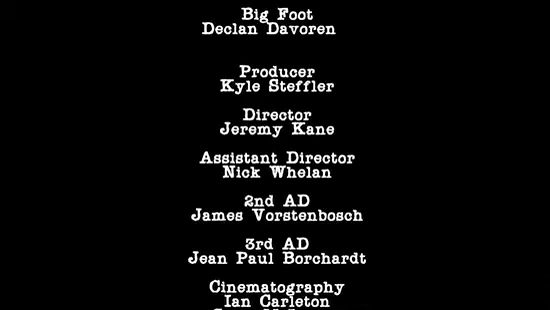 Big Foot
Declan Davoren
Producer
Kyle Steffler
Director
Jeremy Kane
Assistant Director
Nick Whelan
2nd AD
James Vorstenbosch
3rd AD
Jean Paul Borchardt
Cinematography
Ian Carleton